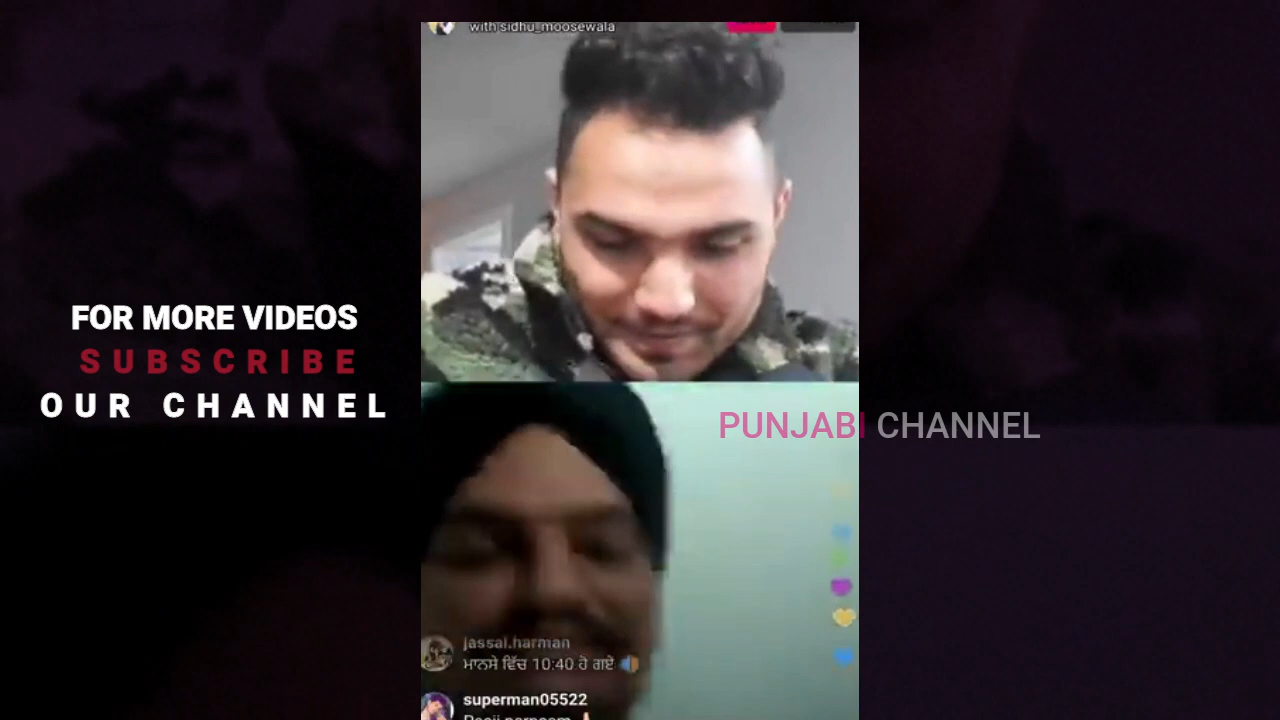 with sidhu_moosewala
FOR MORE VIDEOS
SUBSCRIBE
OUR CHANNEL
PUNJABI CHANNEL
jassal.harman
ਮਾਨਸੇ ਵਿੱਚ 10:40 ਹੋ ਗਏ
superman05522